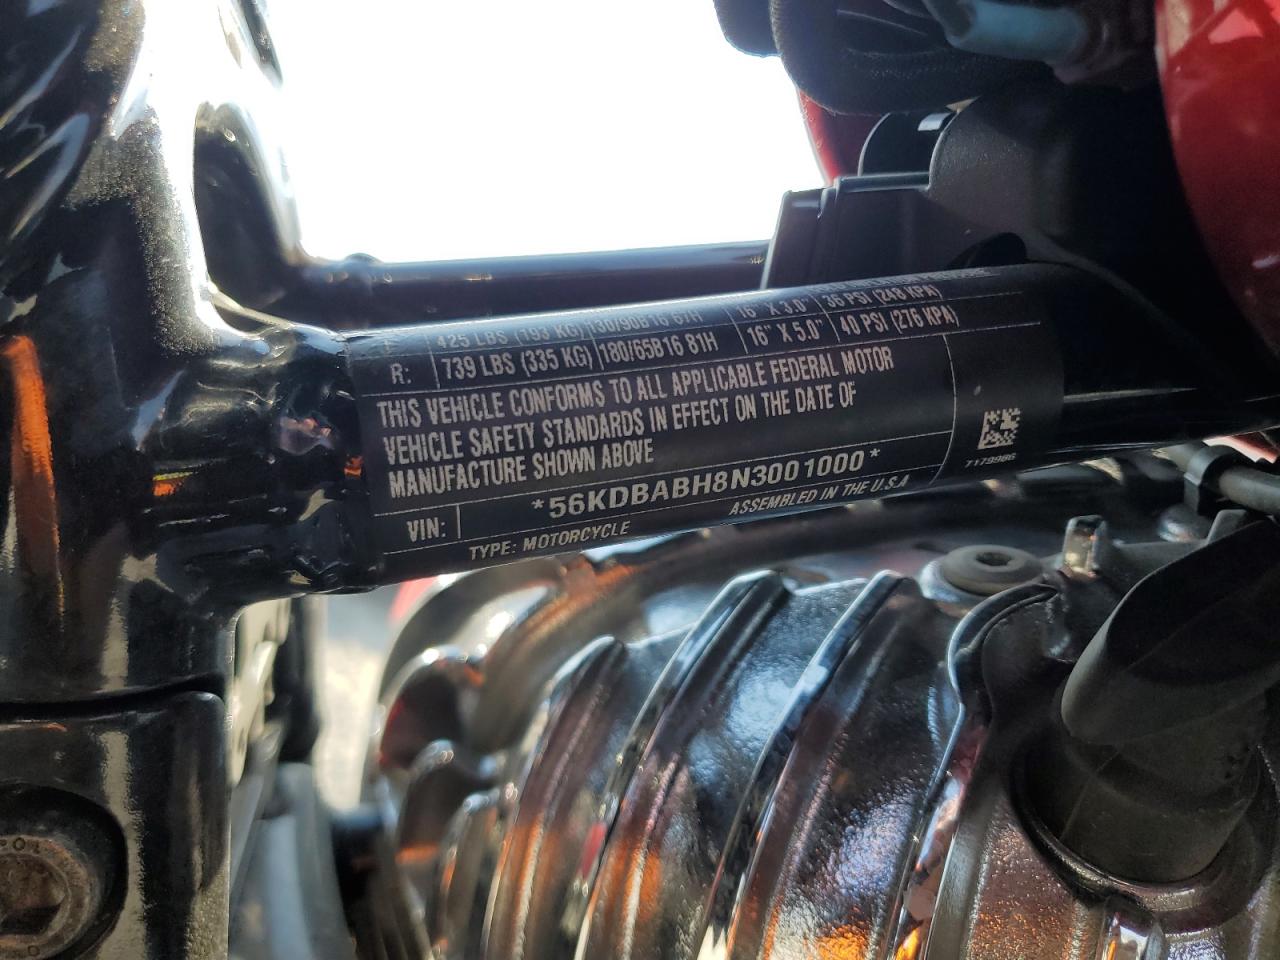 F: 425 LBS (193 KG) 130/90B16 67H 16" X 3.0" 36 PSI (248 KPA)
R: 739 LBS (335 KG) 180/65B16 81H 16" X 5.0" 40 PSI (276 KPA)
THIS VEHICLE CONFORMS TO ALL APPLICABLE FEDERAL MOTOR
VEHICLE SAFETY STANDARDS IN EFFECT ON THE DATE OF
MANUFACTURE SHOWN ABOVE
VIN: *56KDBABH8N3001000*
TYPE: MOTORCYCLE ASSEMBLED IN THE U.S.A
7179986